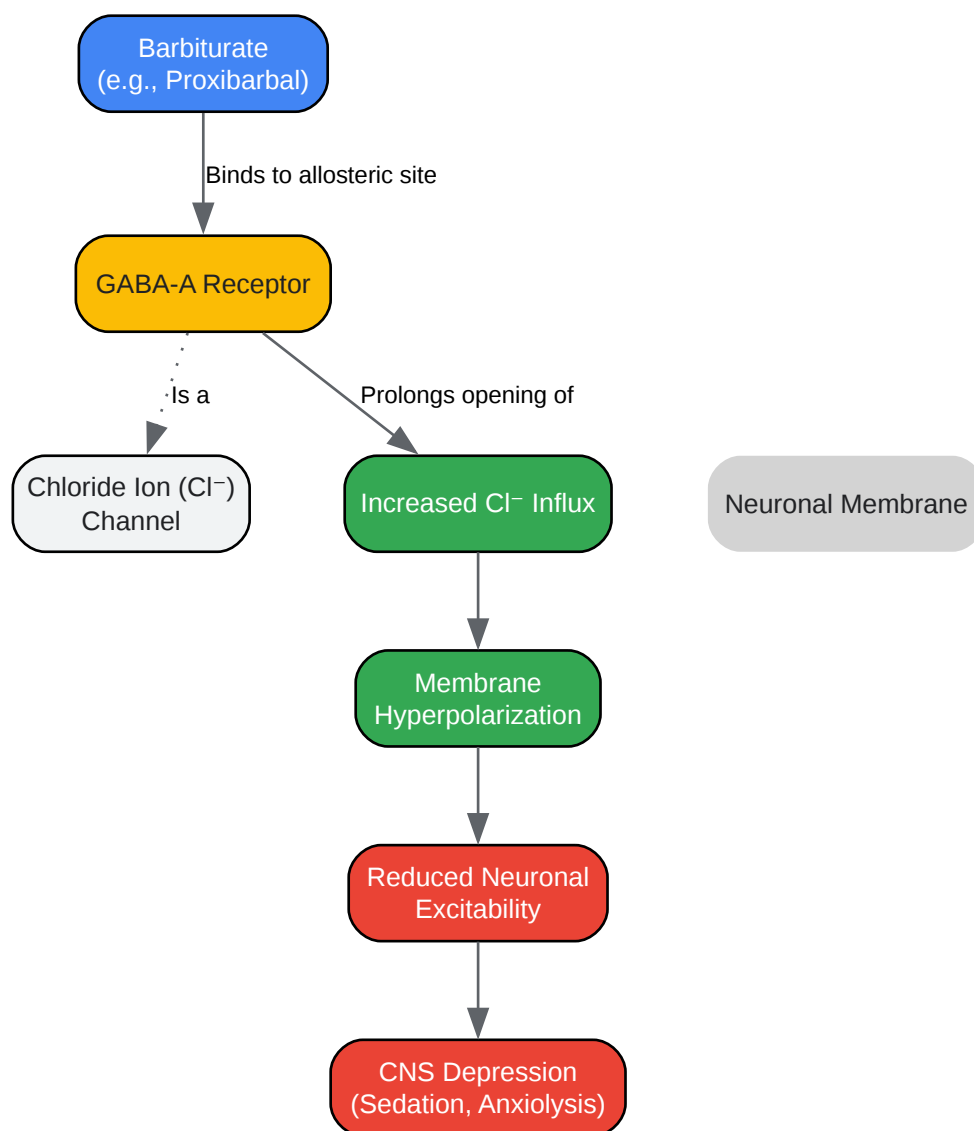 Barbiturate
(e.g., Proxibarbal)
Binds to allosteric site
GABA-A Receptor
Is a
Prolongs opening of
Chloride Ion (Cl⁻)
Channel
Increased Cl⁻ Influx
Neuronal Membrane
Membrane
Hyperpolarization
Reduced Neuronal
Excitability
CNS Depression
(Sedation, Anxiolysis)